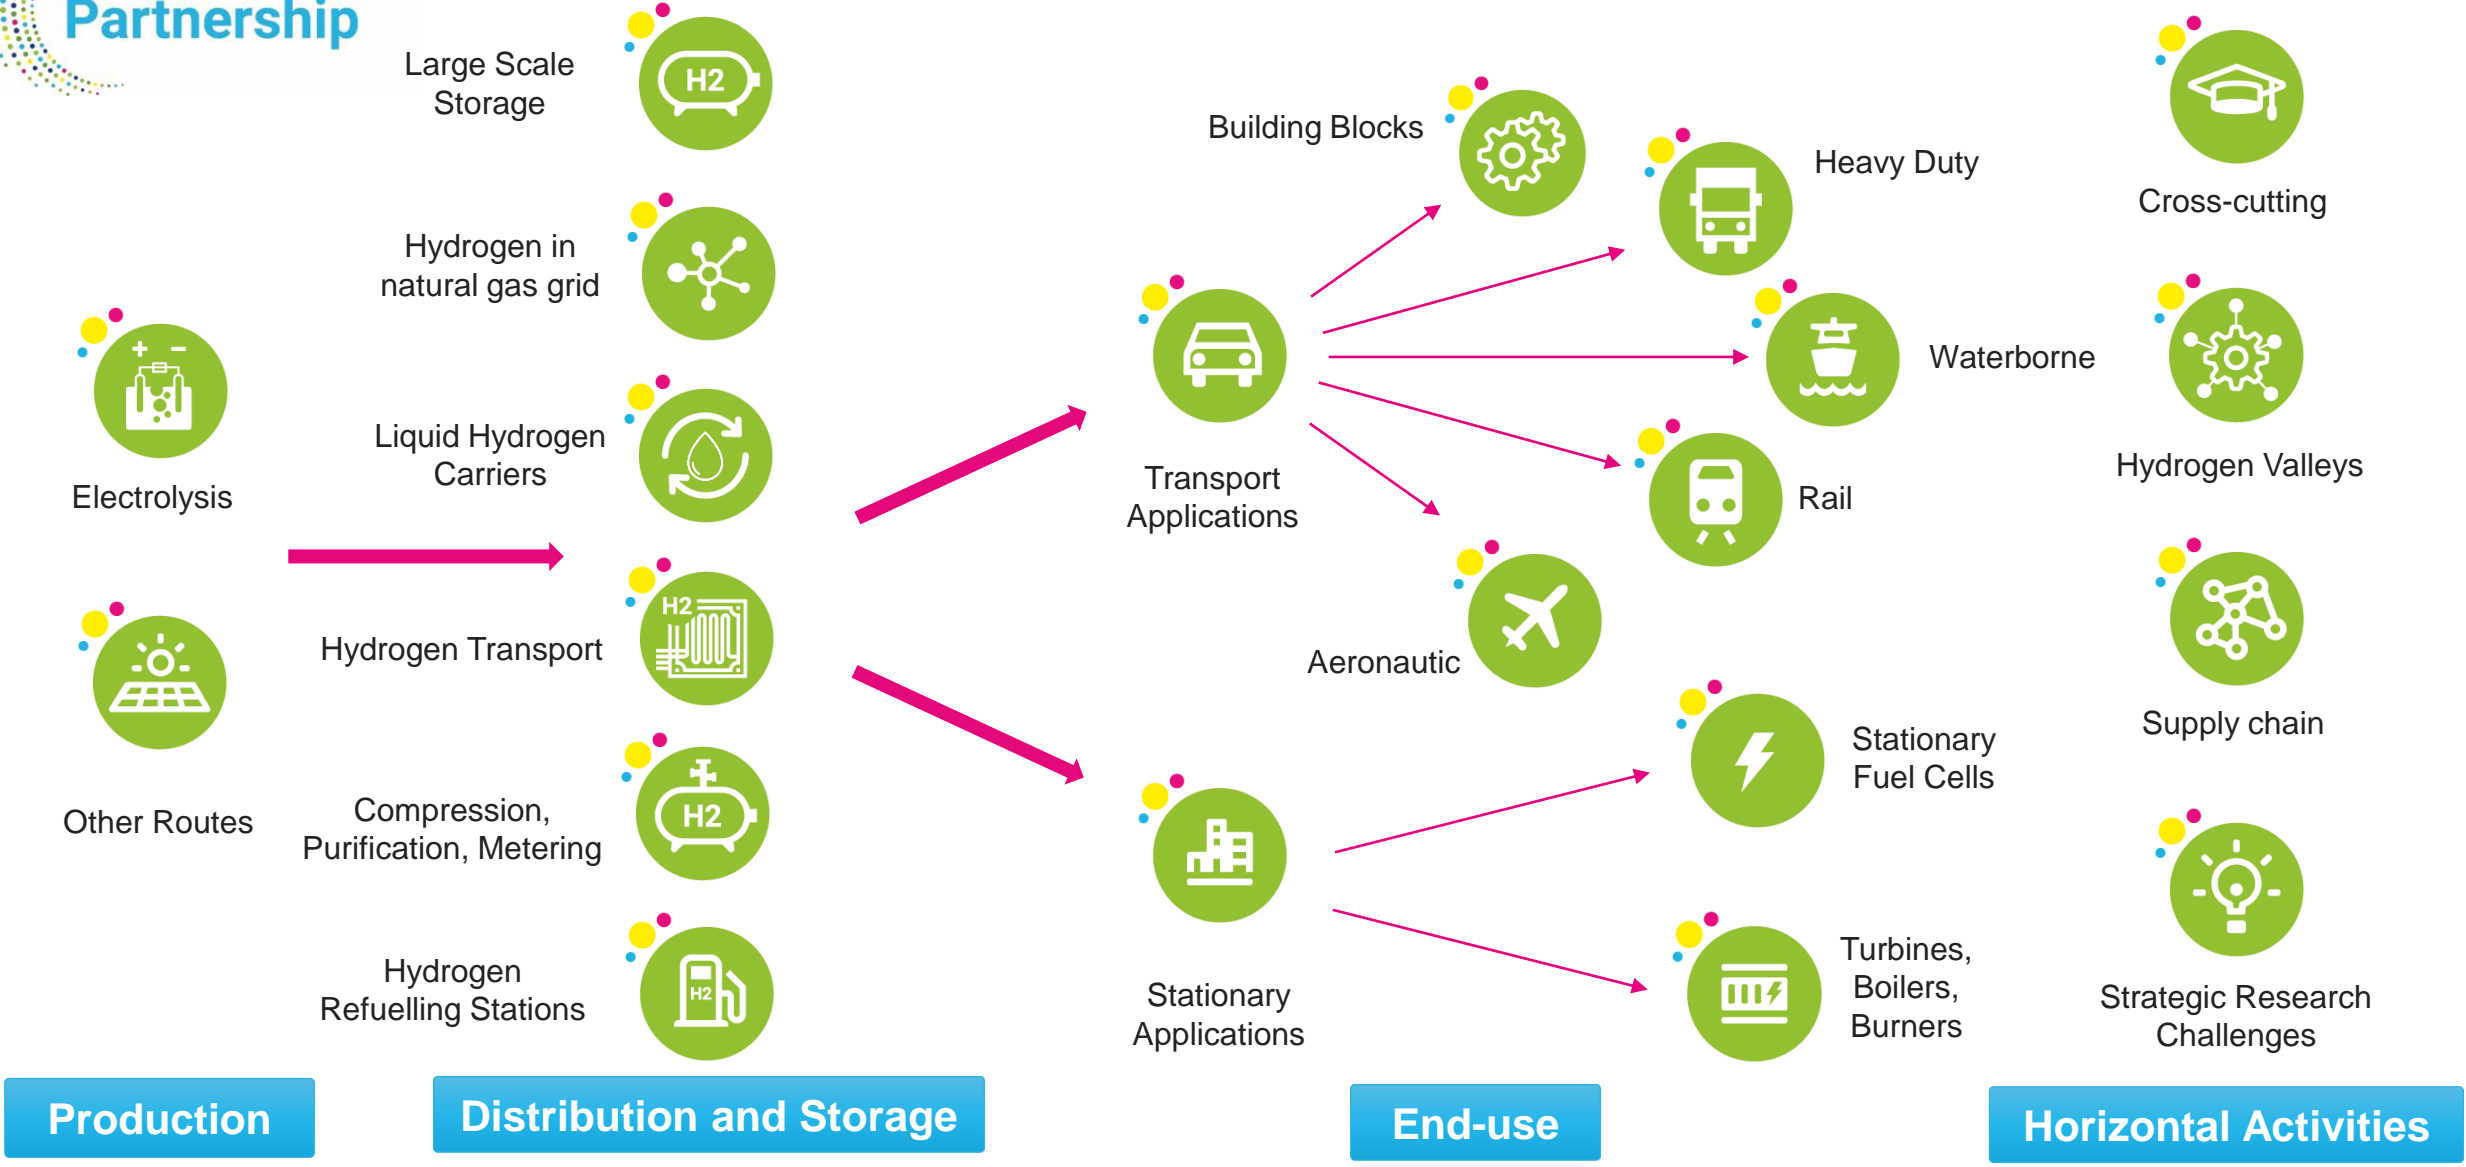 Partnership
Electrolysis
Other Routes
Production
Large Scale
Storage
H2
Hydrogen in
natural gas grid
Liquid Hydrogen
Carriers
Hydrogen Transport
H2
Compression,
Purification, Metering
H2
Hydrogen
Refuelling Stations
H2
Distribution and Storage
Transport
Applications
Building Blocks
Heavy Duty
Waterborne
Rail
Aeronautic
Stationary
Applications
Stationary
Fuel Cells
Turbines,
Boilers,
Burners
End-use
Cross-cutting
Hydrogen Valleys
Supply chain
Strategic Research
Challenges
Horizontal Activities